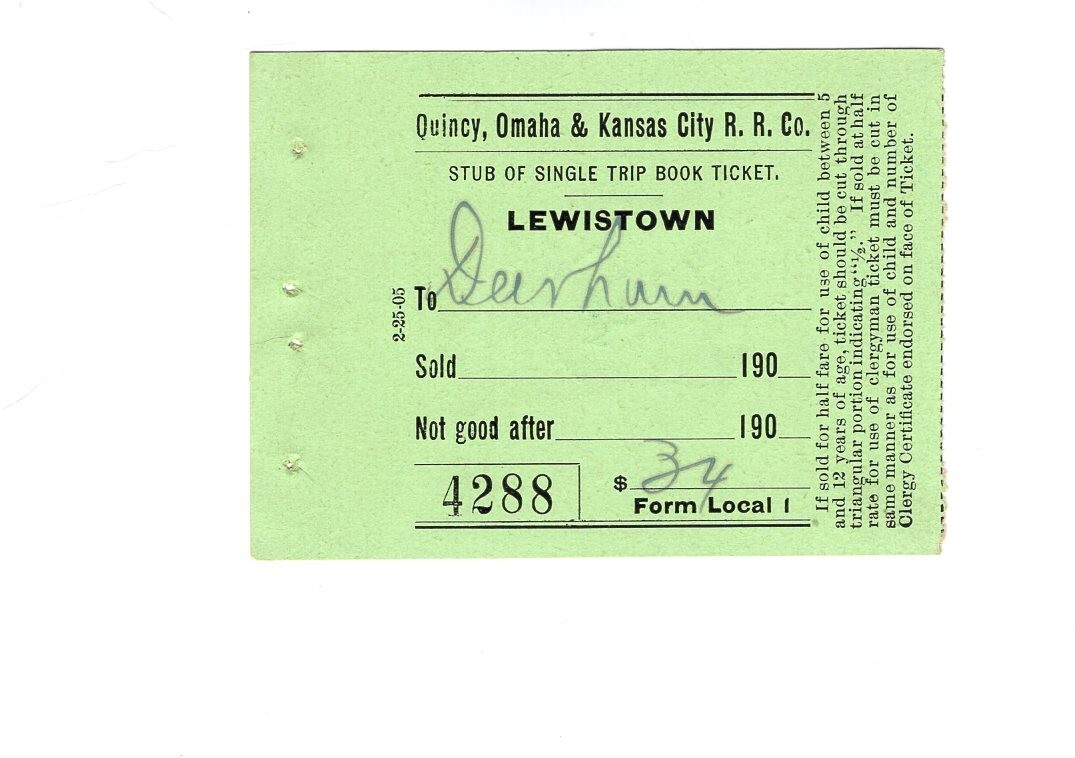 Quincy, Omaha & Kansas City R. R. Co.
STUB OF SINGLE TRIP BOOK TICKET.
LEWISTOWN
To Durham
2-25-05
Sold 190
Not good after 190
4288
$ 34
Form Local 1
If sold for half fare for use of child between 5
and 12 years of age, ticket should be cut through
triangular portion indicating “½.” If sold at half
rate for use of clergyman ticket must be cut in
same manner as for use of child and number of
Clergy Certificate endorsed on face of Ticket.